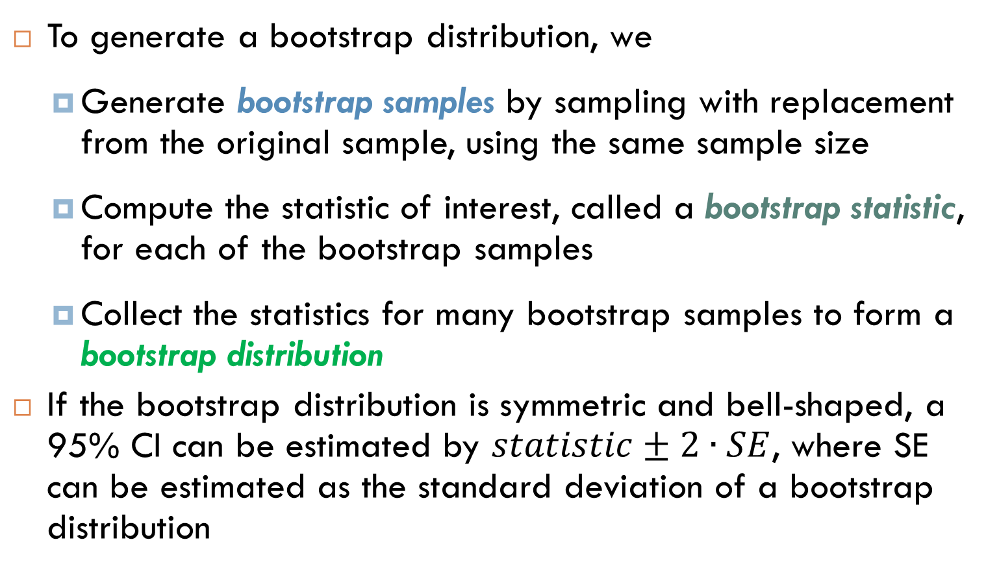 To generate a bootstrap distribution, we
Generate bootstrap samples by sampling with replacement
from the original sample, using the same sample size
Compute the statistic of interest, called a bootstrap statistic,
for each of the bootstrap samples
Collect the statistics for many bootstrap samples to form a
bootstrap distribution
If the bootstrap distribution is symmetric and bell-shaped, a
95% CI can be estimated by statistic ± 2 · SE, where SE
can be estimated as the standard deviation of a bootstrap
distribution